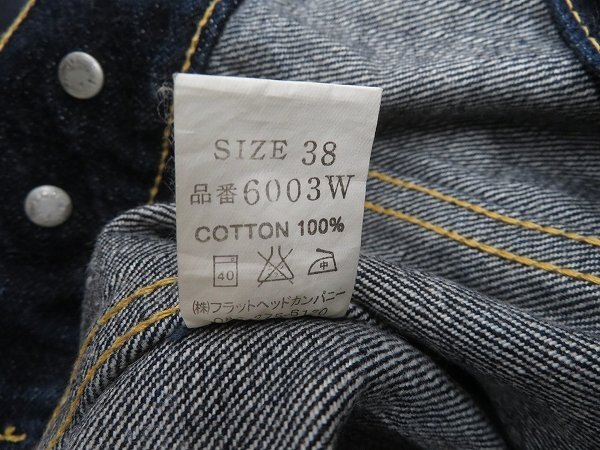 SIZE 38
品番6003W
COTTON 100%
40 中
(株)フラットヘッドカンパニー